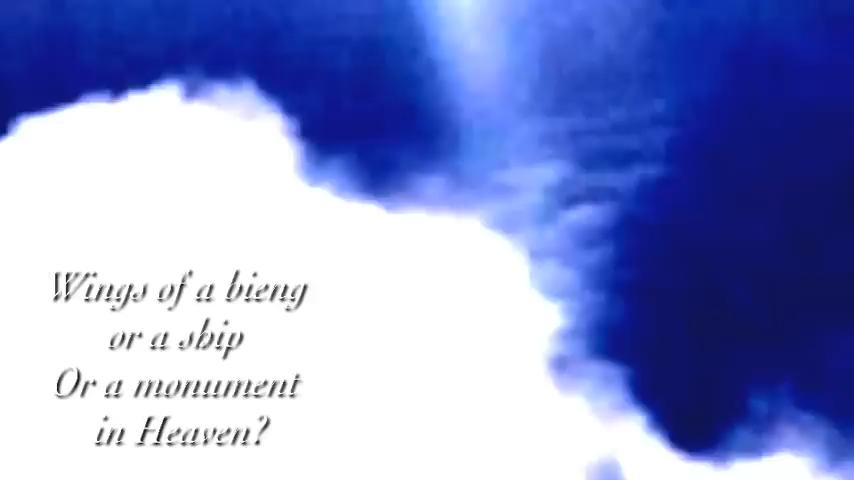 Wings of a bieng
or a ship
Or a monument
in Heaven?